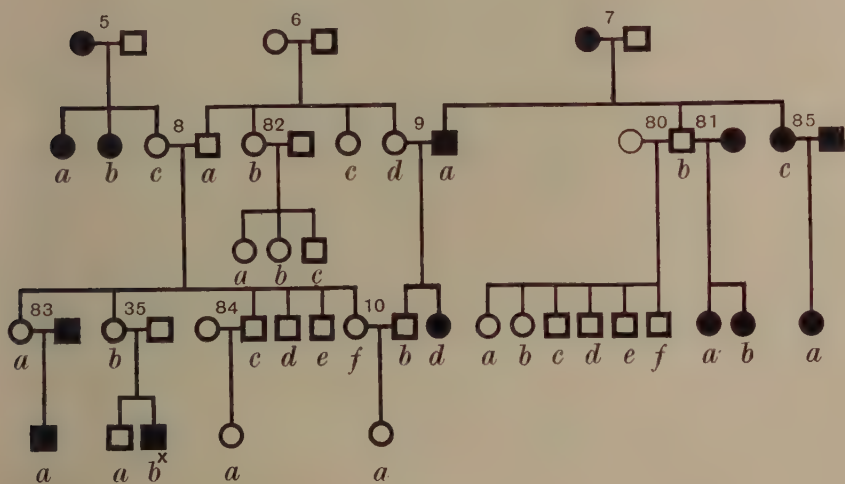 5 6 7
8 82 9 80 81 85
a b c a b c d a b c
a b c
83 35 84 10
a b c d e f b d a b c d e f a b a
x
a a b a a